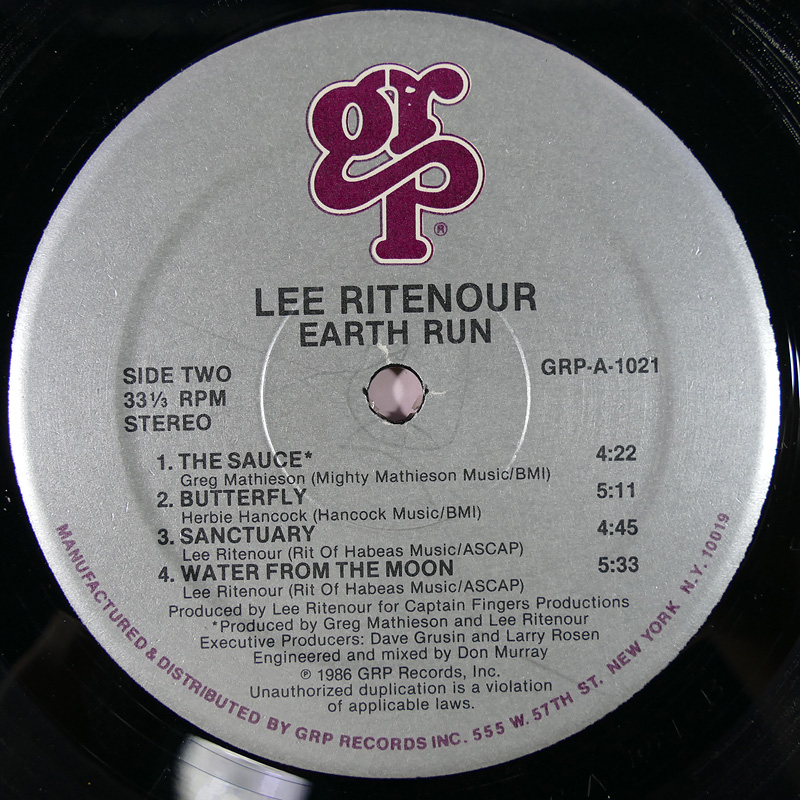 grp
®
LEE RITENOUR
EARTH RUN
SIDE TWO
33⅓ RPM
STEREO
GRP-A-1021
1. THE SAUCE* 4:22
Greg Mathieson (Mighty Mathieson Music/BMI)
2. BUTTERFLY 5:11
Herbie Hancock (Hancock Music/BMI)
3. SANCTUARY 4:45
Lee Ritenour (Rit Of Habeas Music/ASCAP)
4. WATER FROM THE MOON 5:33
Lee Ritenour (Rit Of Habeas Music/ASCAP)
Produced by Lee Ritenour for Captain Fingers Productions
*Produced by Greg Mathieson and Lee Ritenour
Executive Producers: Dave Grusin and Larry Rosen
Engineered and mixed by Don Murray
℗ 1986 GRP Records, Inc.
Unauthorized duplication is a violation
of applicable laws.
MANUFACTURED & DISTRIBUTED BY GRP RECORDS INC. 555 W. 57TH ST. NEW YORK N.Y. 10019